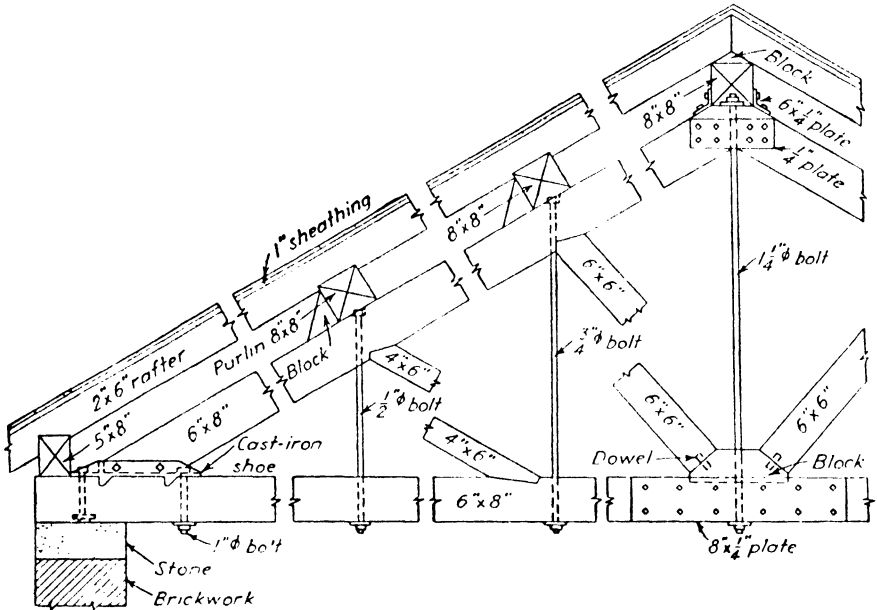 Block
8"x8"
6"x1/4" plate
1/4" plate
1" sheathing
8"x8"
6"x6"
1 1/4" ϕ bolt
Purlin 8"x8"
Block
3/4" ϕ bolt
2"x6" rafter
4"x6"
6"x8"
1/2" ϕ bolt
6"x6"
6"x6"
5"x8"
Cast-iron
shoe
4"x6"
Dowel
Block
6"x8"
1" ϕ bolt
8"x1/4" plate
Stone
Brickwork